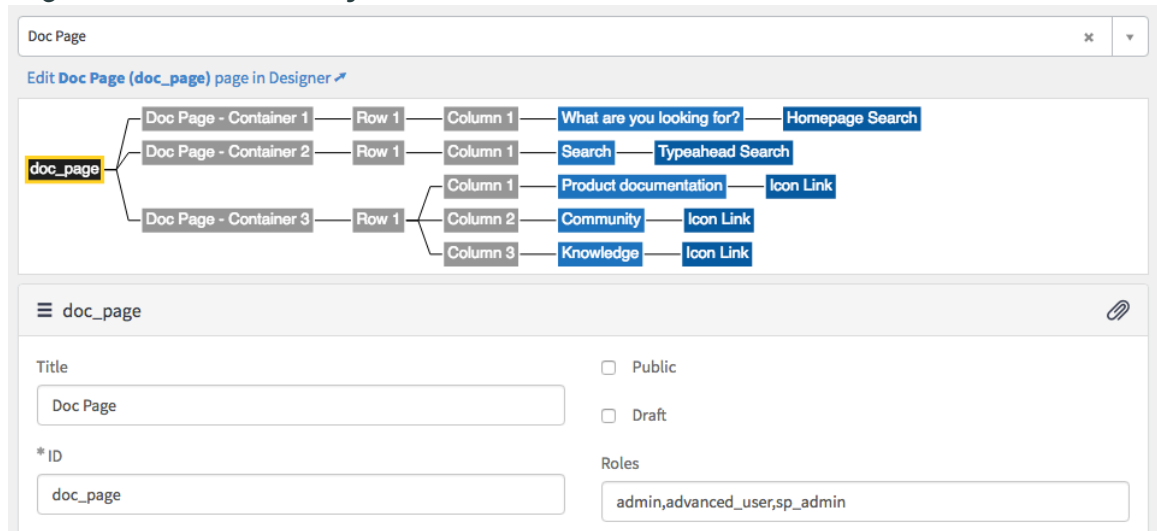 Doc Page
Edit Doc Page (doc_page) page in Designer
Doc Page - Container 1 Row 1 Column 1 What are you looking for? Homepage Search
Doc Page - Container 2 Row 1 Column 1 Search Typeahead Search
doc_page
Column 1 Product documentation Icon Link
Doc Page - Container 3 Row 1 Column 2 Community Icon Link
Column 3 Knowledge Icon Link
doc_page
Title
Doc Page
Public
Draft
* ID
doc_page
Roles
admin,advanced_user,sp_admin